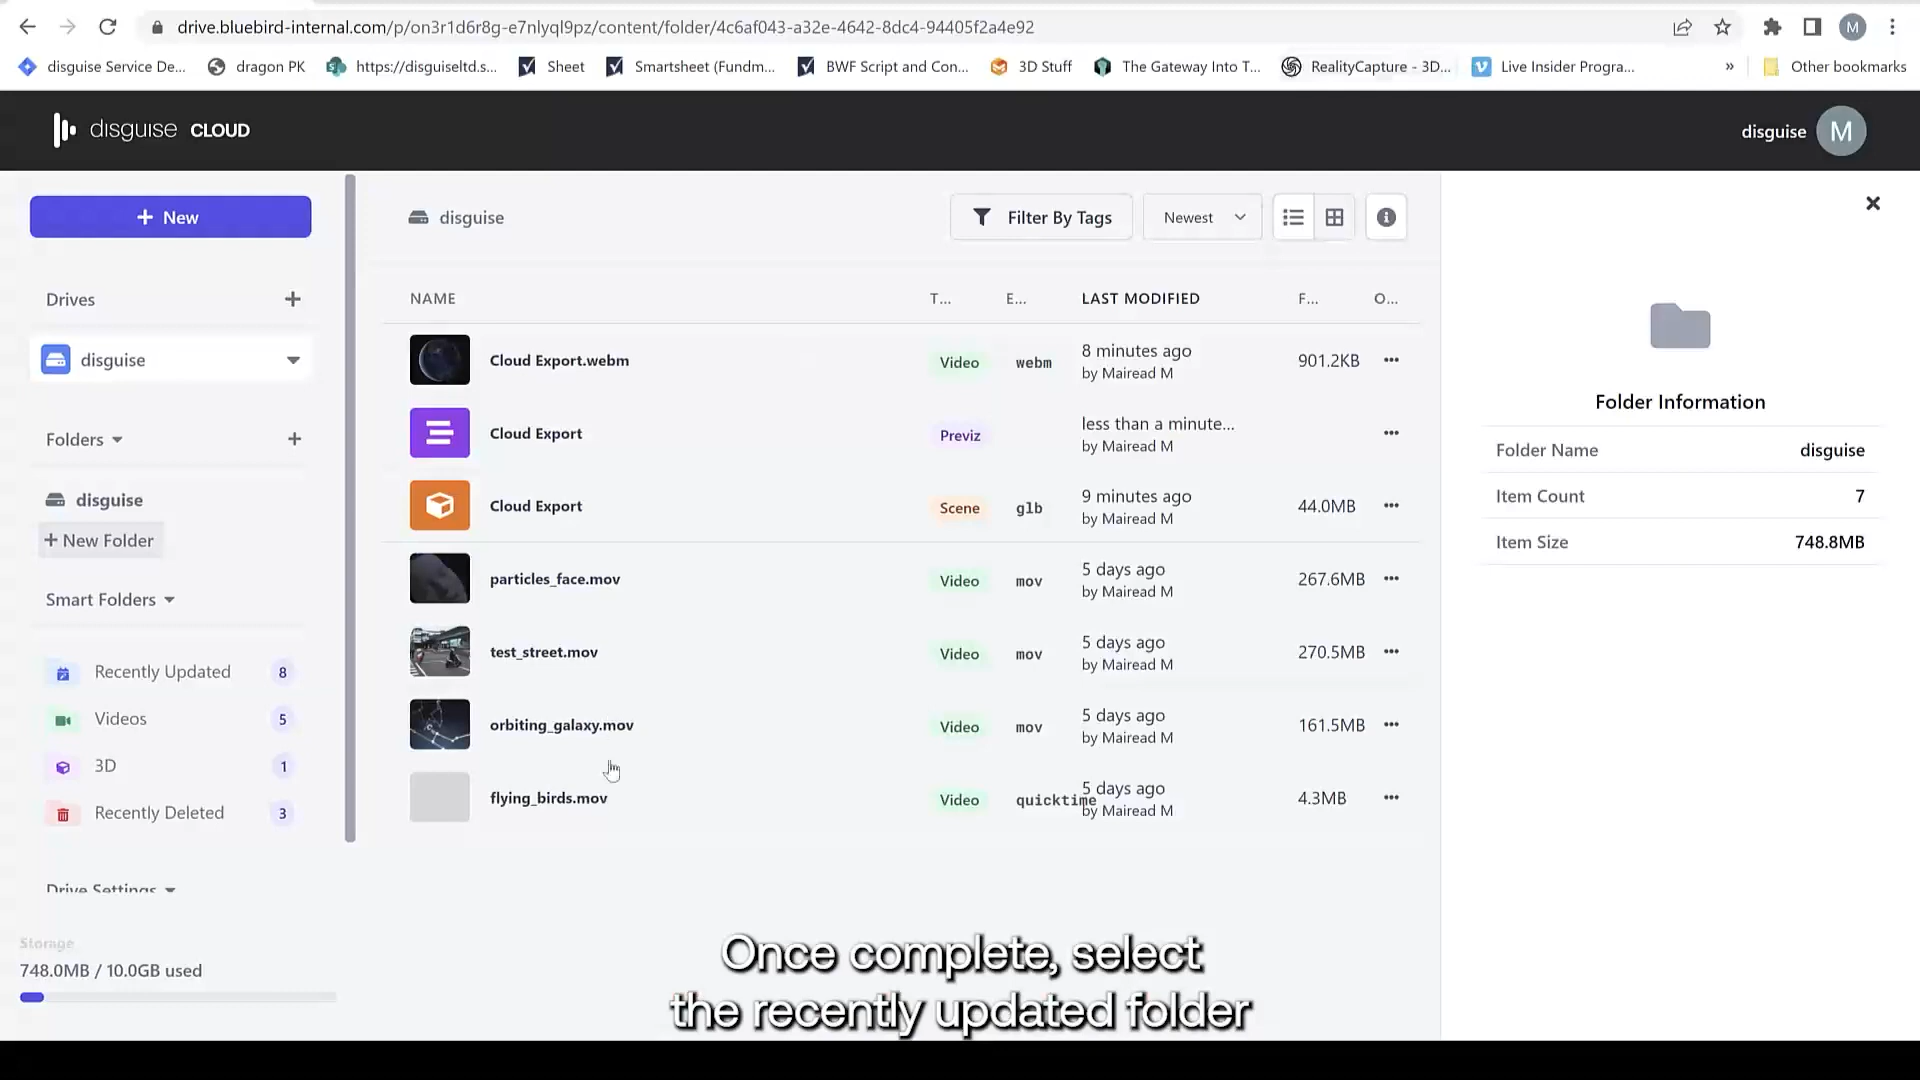 drive.bluebird-internal.com/p/on3r1d6r8g-e7nlyql9pz/content/folder/4c6af043-a32e-4642-8dc4-94405f2a4e92
M
disguise Service De...
dragon PK
https://disguiseltd.s...
Sheet
Smartsheet (Fundm...
BWF Script and Con...
3D Stuff
The Gateway Into T...
RealityCapture - 3D...
Live Insider Progra...
»
Other bookmarks
disguise CLOUD
disguise M
+ New
disguise
Filter By Tags
Newest
Drives +
disguise
Folders +
disguise
+ New Folder
Smart Folders
Recently Updated 8
Videos 5
3D 1
Recently Deleted 3
Drive Settings
Storage
748.0MB / 10.0GB used
NAME T... E... LAST MODIFIED F... O...
Cloud Export.webm Video webm 8 minutes ago 901.2KB •••
by Mairead M
Cloud Export Previz less than a minute... •••
by Mairead M
Cloud Export Scene glb 9 minutes ago 44.0MB •••
by Mairead M
particles_face.mov Video mov 5 days ago 267.6MB •••
by Mairead M
test_street.mov Video mov 5 days ago 270.5MB •••
by Mairead M
orbiting_galaxy.mov Video mov 5 days ago 161.5MB •••
by Mairead M
flying_birds.mov Video quicktime 5 days ago 4.3MB •••
by Mairead M
Folder Information
Folder Name disguise
Item Count 7
Item Size 748.8MB
Once complete, select
the recently updated folder